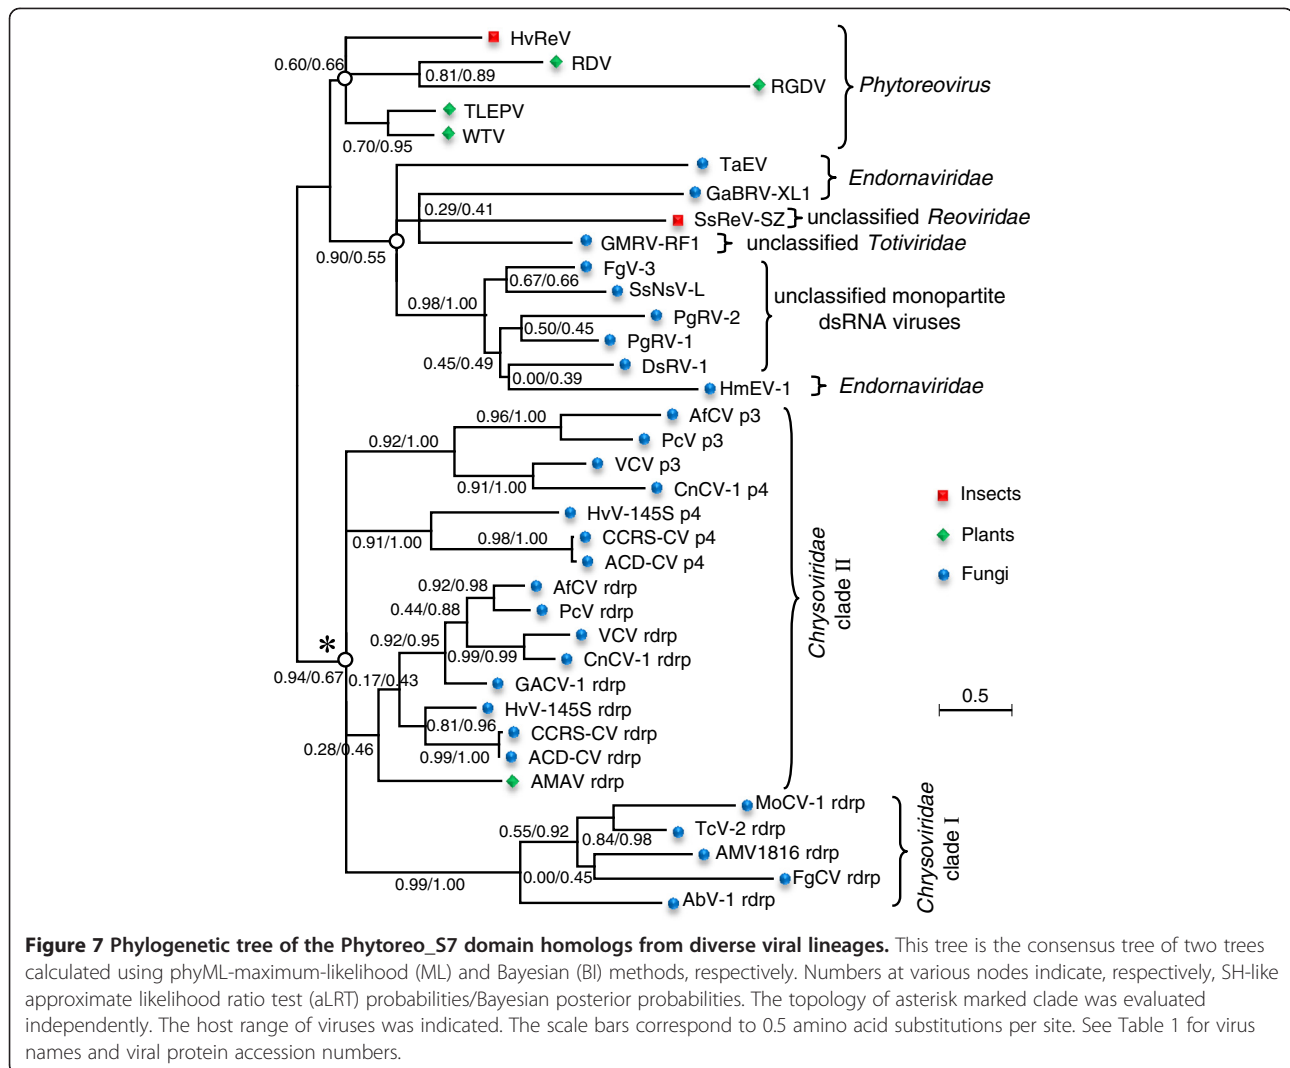 0.60/0.66
HvReV
RDV
0.81/0.89
RGDV
Phytoreovirus
TLEPV
WTV
0.70/0.95
TaEV
Endornaviridae
GaBRV-XL1
0.29/0.41
SsReV-SZ
unclassified Reoviridae
GMRV-RF1
unclassified Totiviridae
0.90/0.55
FgV-3
0.67/0.66
SsNsV-L
0.98/1.00
unclassified monopartite
dsRNA viruses
PgRV-2
0.50/0.45
PgRV-1
0.45/0.49
DsRV-1
0.00/0.39
HmEV-1
Endornaviridae
0.96/1.00
AfCV p3
0.92/1.00
PcV p3
VCV p3
0.91/1.00
CnCV-1 p4
HvV-145S p4
0.91/1.00
0.98/1.00
CCRS-CV p4
ACD-CV p4
0.92/0.98
AfCV rdrp
0.44/0.88
PcV rdrp
0.92/0.95
VCV rdrp
0.99/0.99
CnCV-1 rdrp
*
0.94/0.67
0.17/0.43
GACV-1 rdrp
HvV-145S rdrp
0.81/0.96
CCRS-CV rdrp
0.28/0.46
0.99/1.00
ACD-CV rdrp
AMAV rdrp
Chrysoviridae
clade II
MoCV-1 rdrp
0.55/0.92
TcV-2 rdrp
0.84/0.98
AMV1816 rdrp
0.00/0.45
FgCV rdrp
0.99/1.00
AbV-1 rdrp
Chrysoviridae
clade I
Insects
Plants
Fungi
0.5
Figure 7 Phylogenetic tree of the Phytoreo_S7 domain homologs from diverse viral lineages. This tree is the consensus tree of two trees
calculated using phyML-maximum-likelihood (ML) and Bayesian (BI) methods, respectively. Numbers at various nodes indicate, respectively, SH-like
approximate likelihood ratio test (aLRT) probabilities/Bayesian posterior probabilities. The topology of asterisk marked clade was evaluated
independently. The host range of viruses was indicated. The scale bars correspond to 0.5 amino acid substitutions per site. See Table 1 for virus
names and viral protein accession numbers.